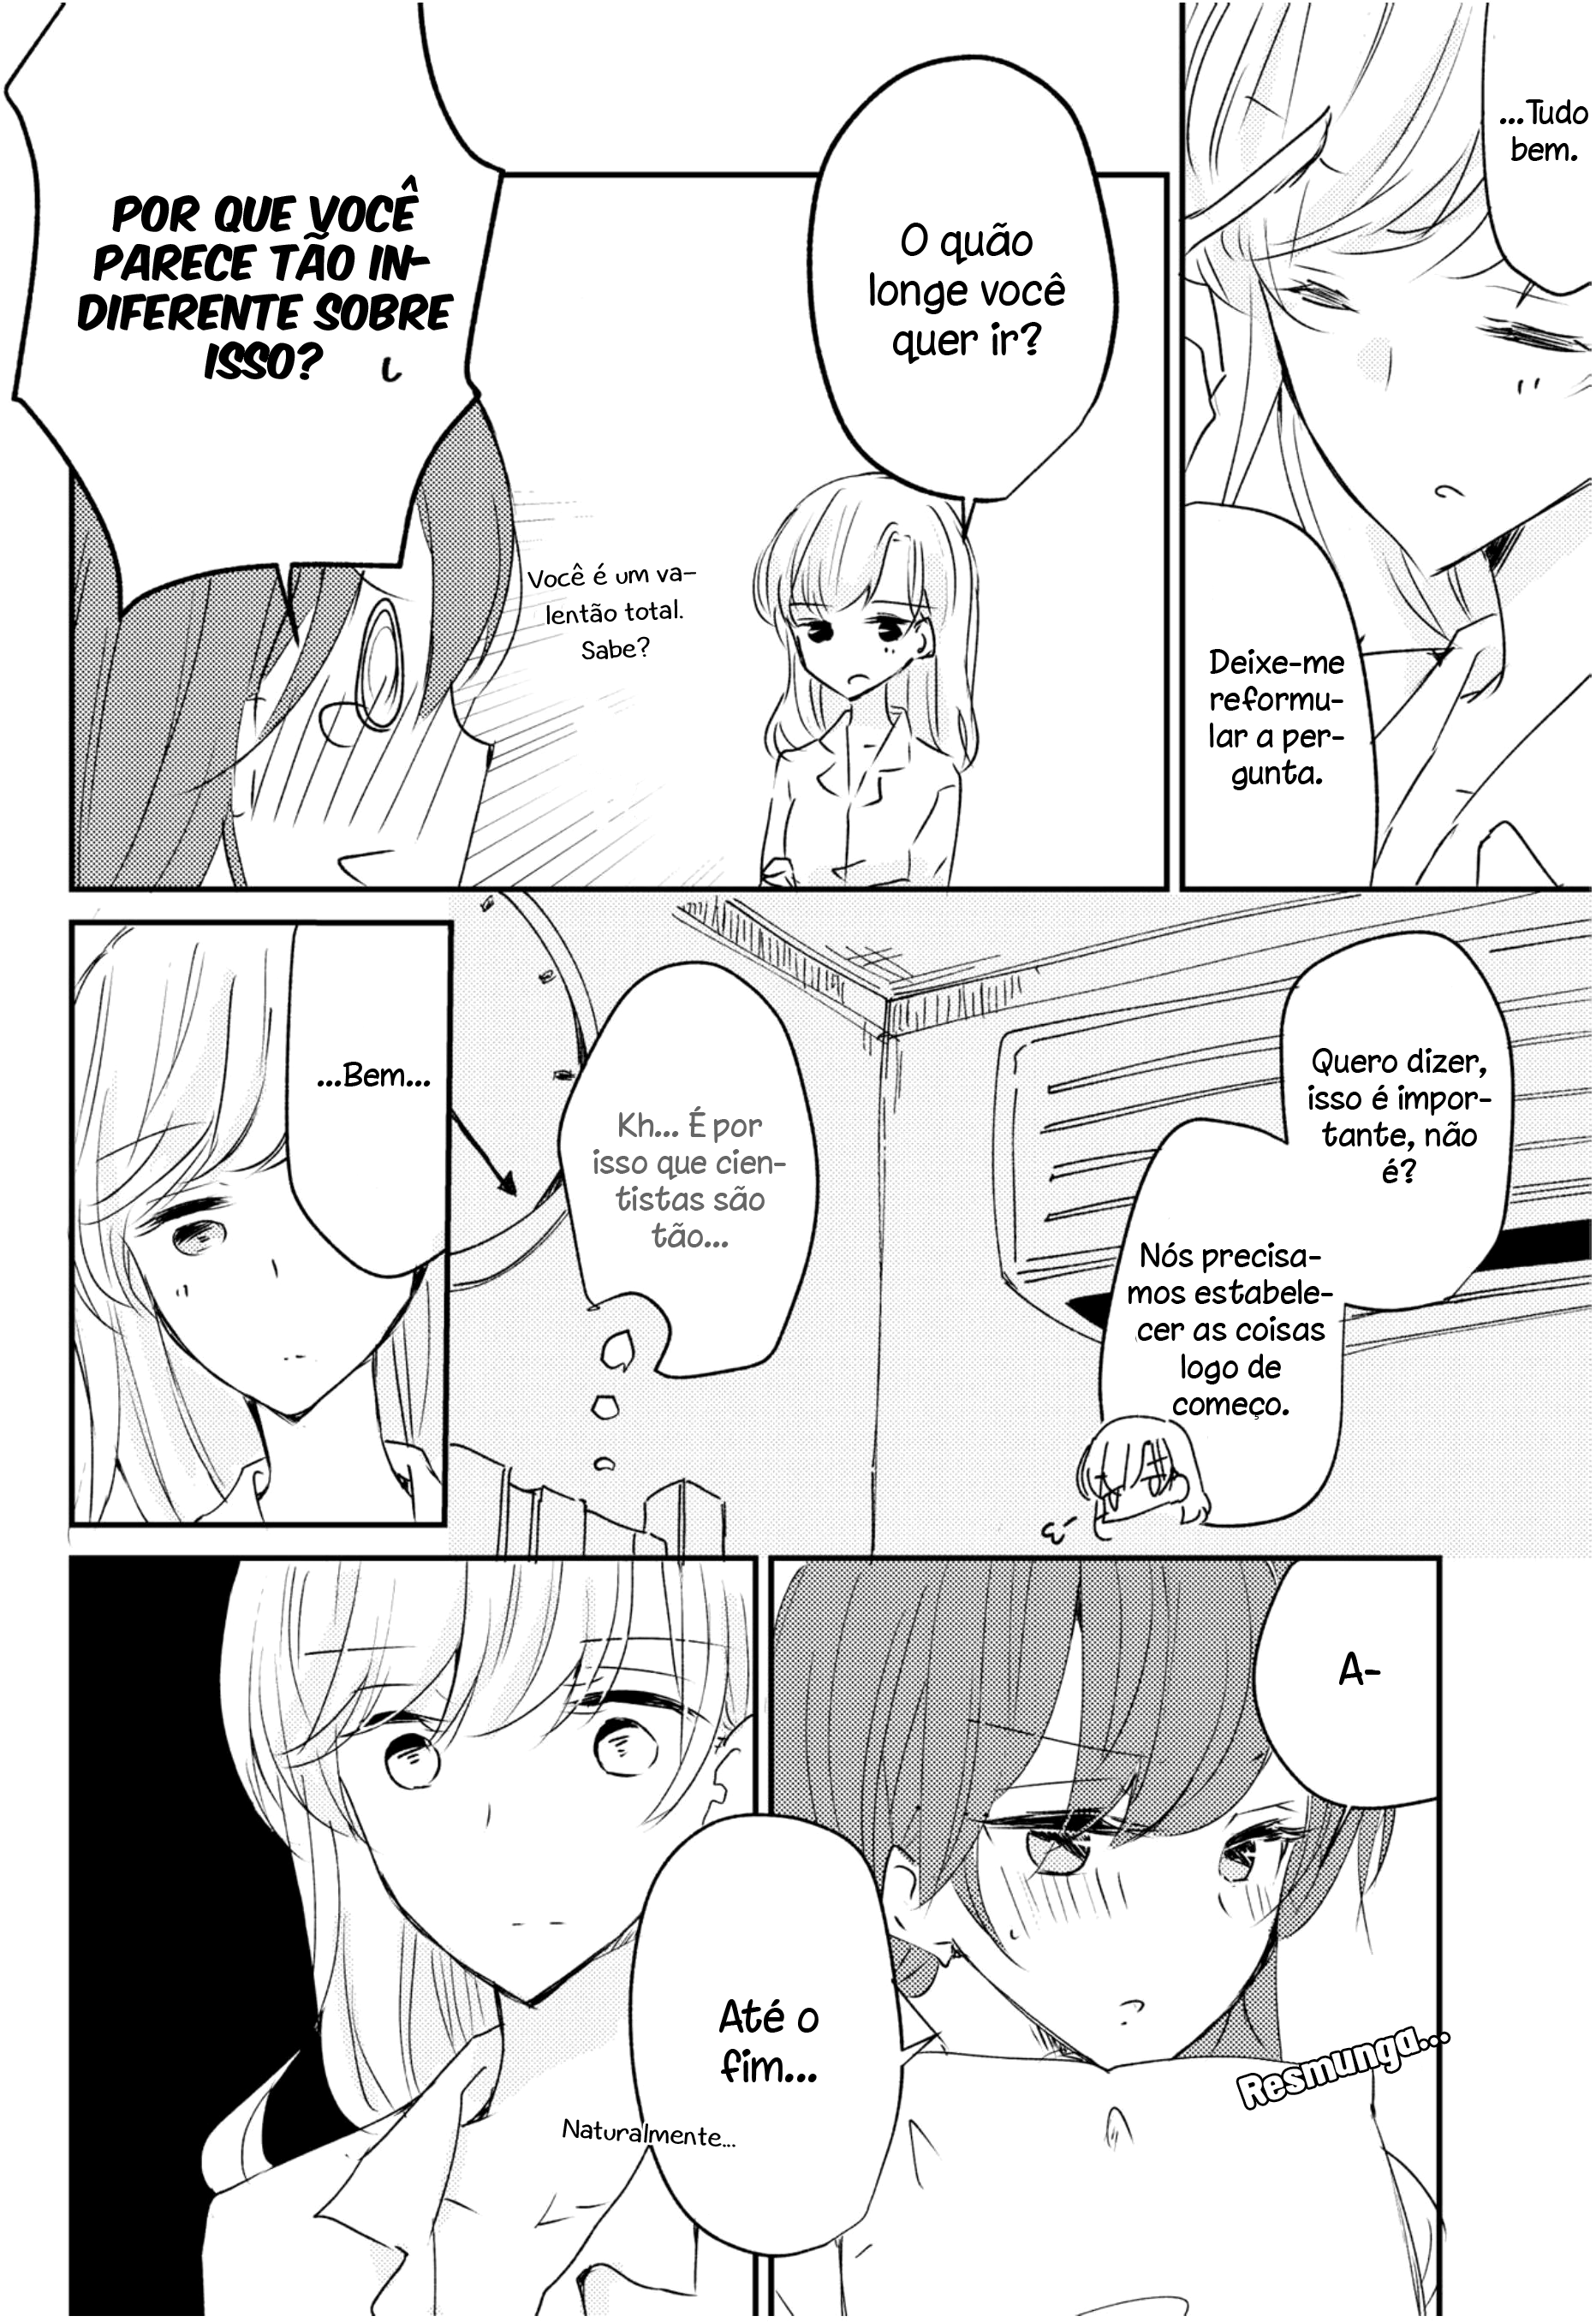 ...Tudo
bem.
Deixe-me
reformu-
lar a per-
gunta.
O quão
longe você
quer ir?
POR QUE VOCÊ
PARECE TÃO IN-
DIFERENTE SOBRE
ISSO?
Você é um va-
lentão total.
Sabe?
Quero dizer,
isso é impor-
tante, não
é?
Nós precisa-
mos estabele-
cer as coisas
logo de
começo.
Kh... É por
isso que cien-
tistas são
tão...
...Bem...
A-
Resmunga...
Até o
fim...
Naturalmente...